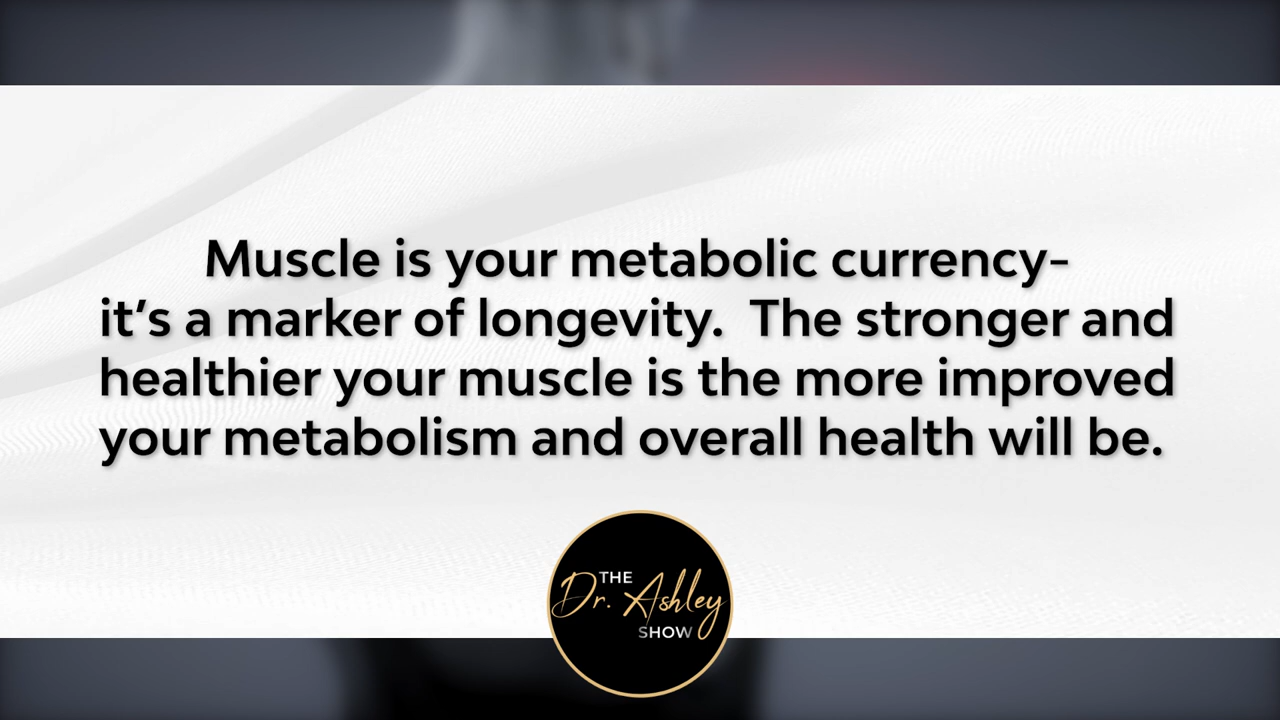 Muscle is your metabolic currency-
it's a marker of longevity.  The stronger and
healthier your muscle is the more improved
your metabolism and overall health will be.
THE
Dr. Ashley
SHOW